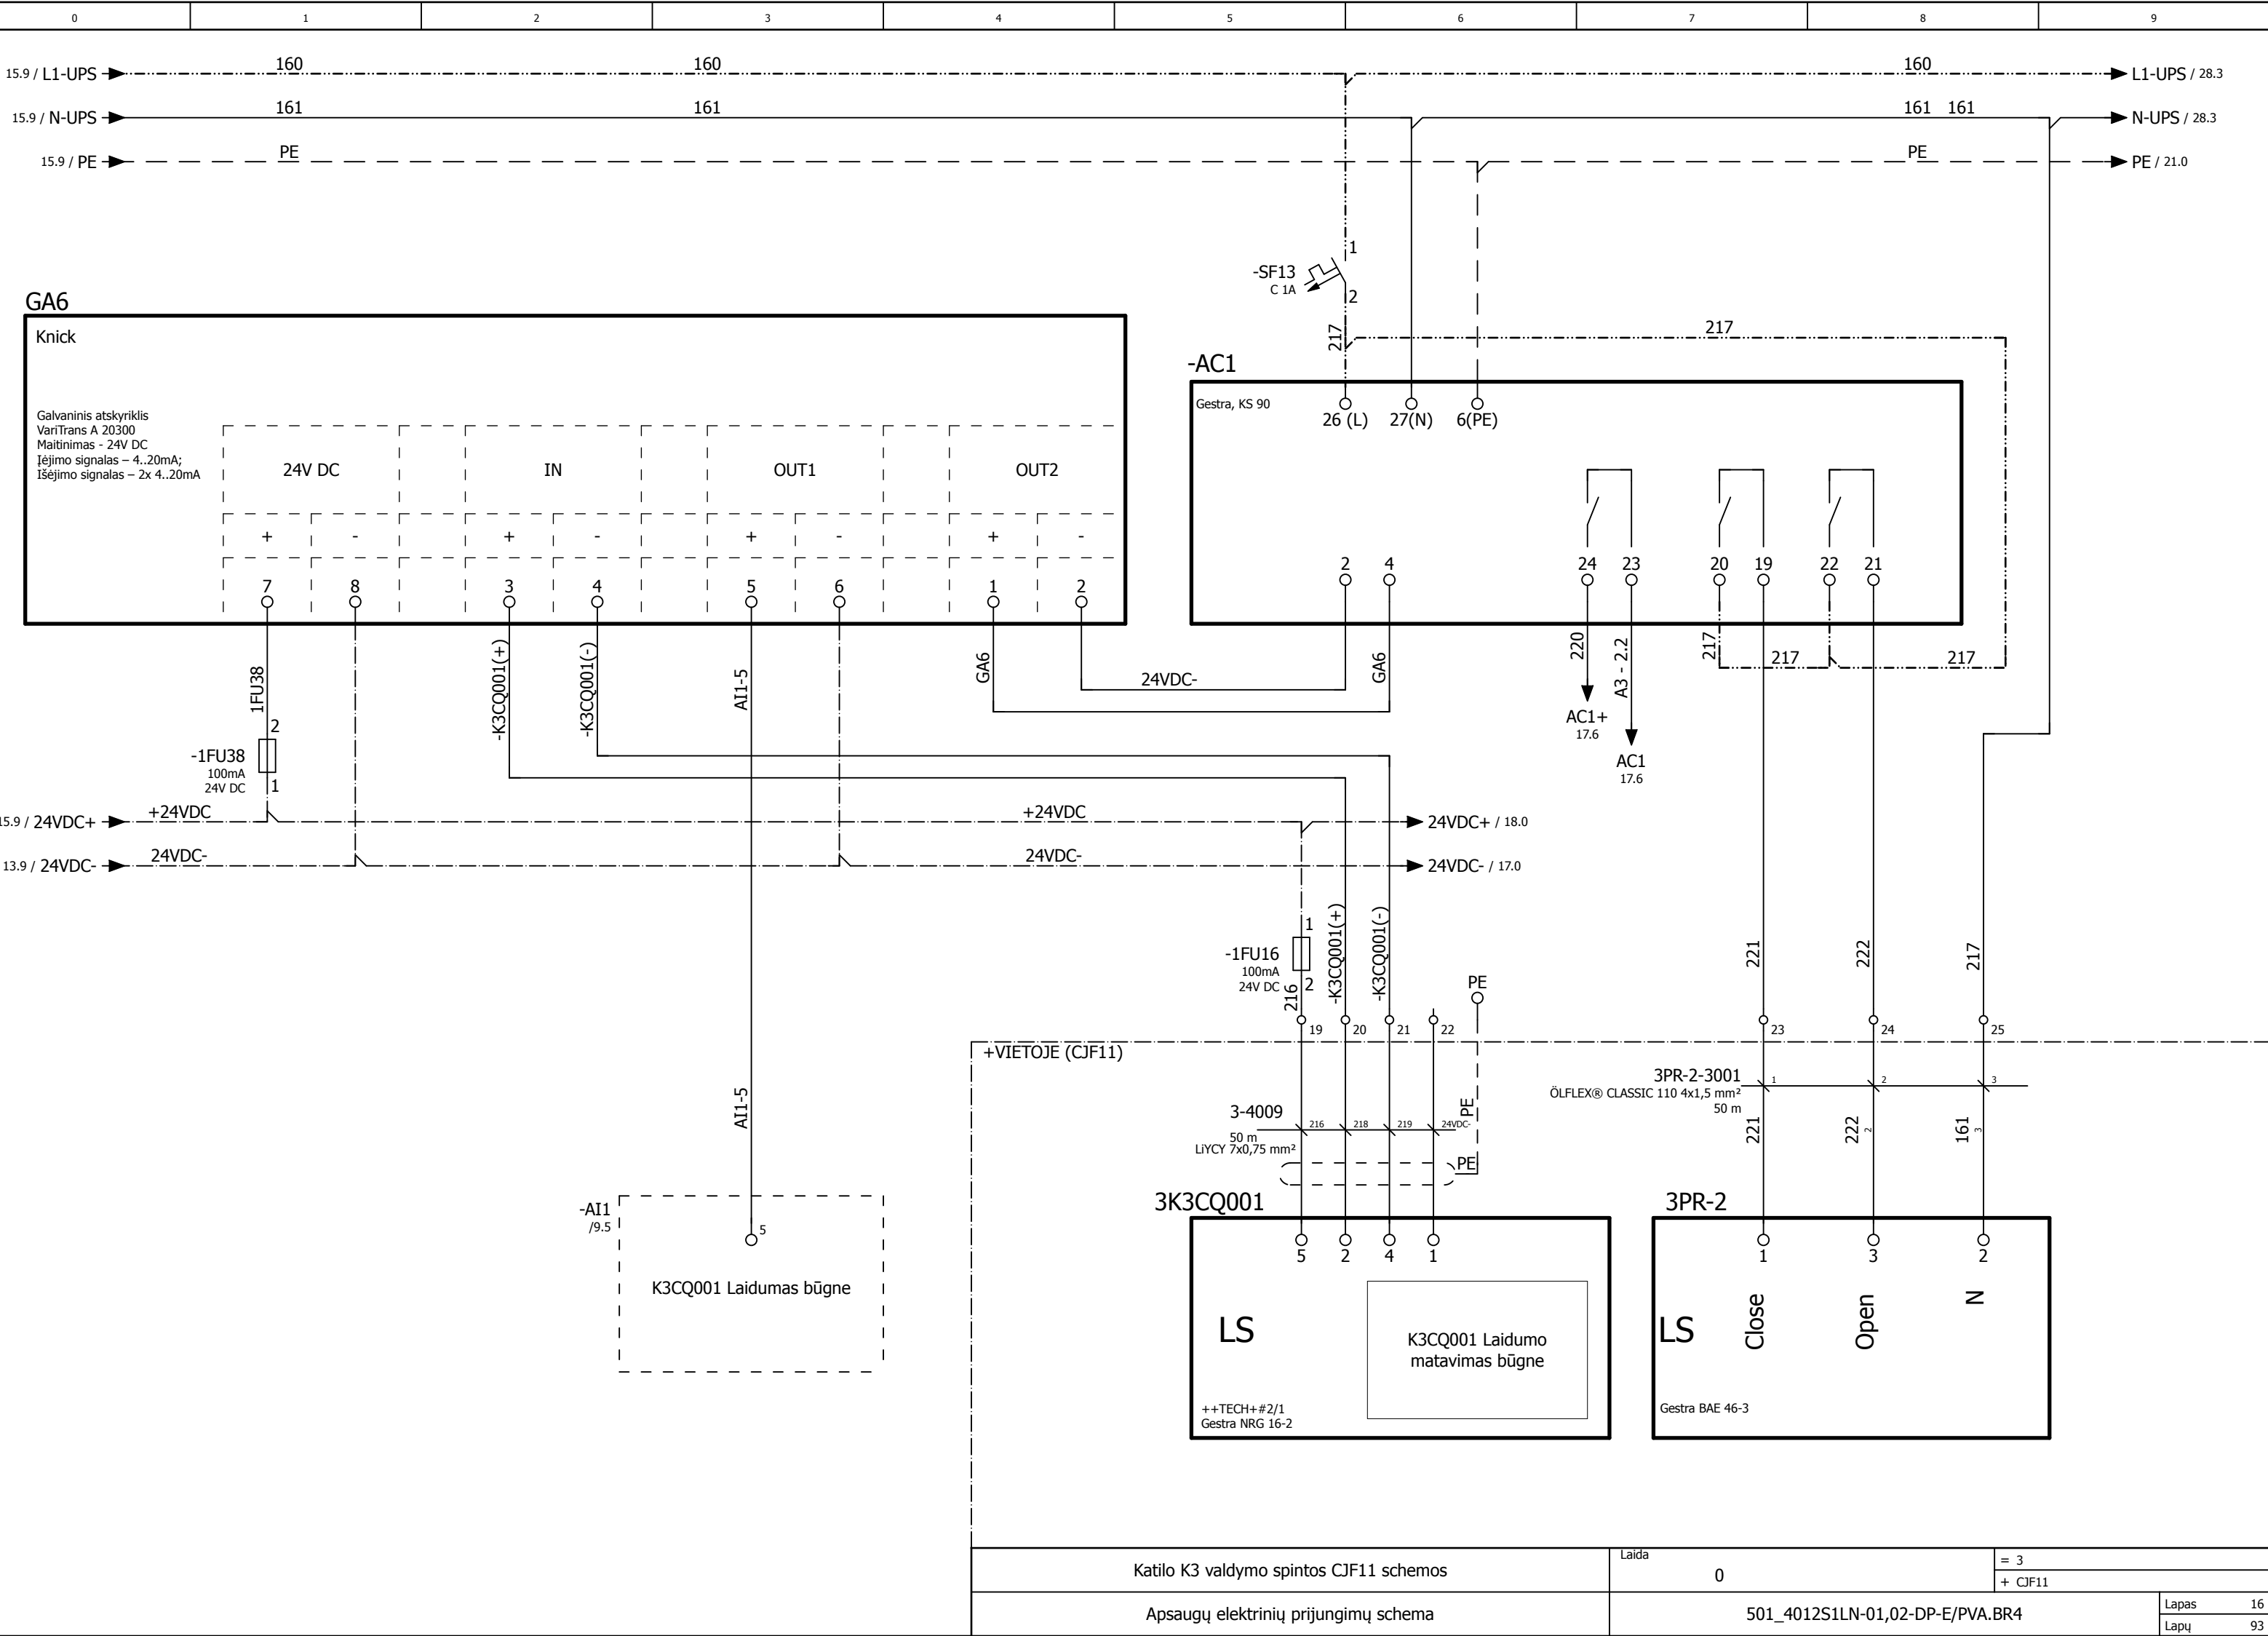 0 1 2 3 4 5 6 7 8 9
15.9 / L1-UPS 160 160 160 L1-UPS / 28.3
15.9 / N-UPS 161 161 161 161 N-UPS / 28.3
15.9 / PE PE PE PE / 21.0
1
-SF13
C 1A
2
217
217
GA6
Knick
Galvaninis atskyriklis
VariTrans A 20300
Maitinimas - 24V DC
Įėjimo signalas – 4..20mA;
Išėjimo signalas – 2x 4..20mA
24V DC IN OUT1 OUT2
+ - + - + - + -
7 8 3 4 5 6 1 2
-AC1
Gestra, KS 90
26 (L) 27(N) 6(PE)
2 4 24 23 20 19 22 21
1FU38
-K3CQ001(+)
-K3CQ001(-)
AI1-5
GA6
24VDC-
GA6
220
A3 - 2.2
217
217
217
AC1+
17.6
AC1
17.6
2
-1FU38
100mA
24V DC
1
15.9 / 24VDC+ +24VDC +24VDC 24VDC+ / 18.0
13.9 / 24VDC- 24VDC- 24VDC- 24VDC- / 17.0
1
-1FU16
100mA
24V DC
2
216
-K3CQ001(+)
-K3CQ001(-)
PE
221
222
217
19 20 21 22 23 24 25
+VIETOJE (CJF11)
3-4009
50 m
LiYCY 7x0,75 mm²
216 218 219 24VDC-
PE
PE
3PR-2-3001
ÖLFLEX® CLASSIC 110 4x1,5 mm²
50 m
1 2 3
221
222
2
161
3
AI1-5
-AI1
/9.5
5
K3CQ001 Laidumas būgne
3K3CQ001
5 2 4 1
LS
K3CQ001 Laidumo
matavimas būgne
++TECH+#2/1
Gestra NRG 16-2
3PR-2
1 3 2
LS
Close
Open
N
Gestra BAE 46-3
Katilo K3 valdymo spintos CJF11 schemos
Laida
0
= 3
+ CJF11
Apsaugų elektrinių prijungimų schema
501_4012S1LN-01,02-DP-E/PVA.BR4
Lapas 16
Lapų 93